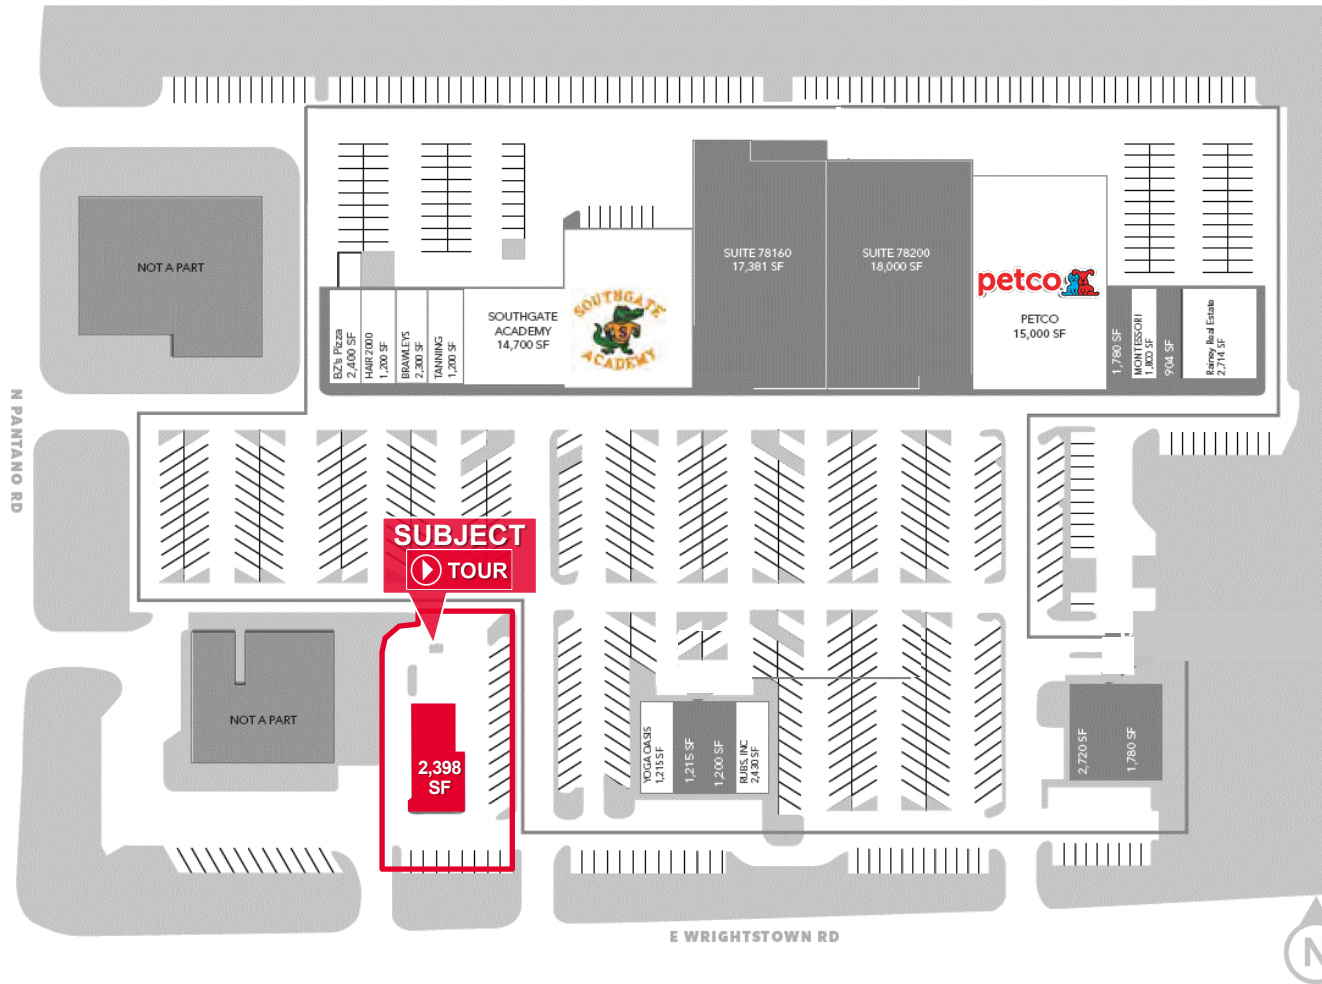 NOT A PART
SUITE 78160
17,381 SF
SUITE 78200
18,000 SF
petco
PETCO
15,000 SF
SOUTHGATE
ACADEMY
14,700 SF
SOUTHGATE
S
ACADEMY
BZ's Pizza
2,400 SF
HAIR 2000
1,200 SF
BRAWLEYS
2,300 SF
TANNING
1,200 SF
1,780 SF
MONTESSORI
1,800 SF
904 SF
Rainey Real Estate
2,714 SF
N PANTANO RD
SUBJECT
TOUR
NOT A PART
2,398
SF
YOGA OASIS
1,215 SF
1,215 SF
1,200 SF
RUBS, INC
2,430 SF
2,720 SF
1,780 SF
E WRIGHTSTOWN RD
N